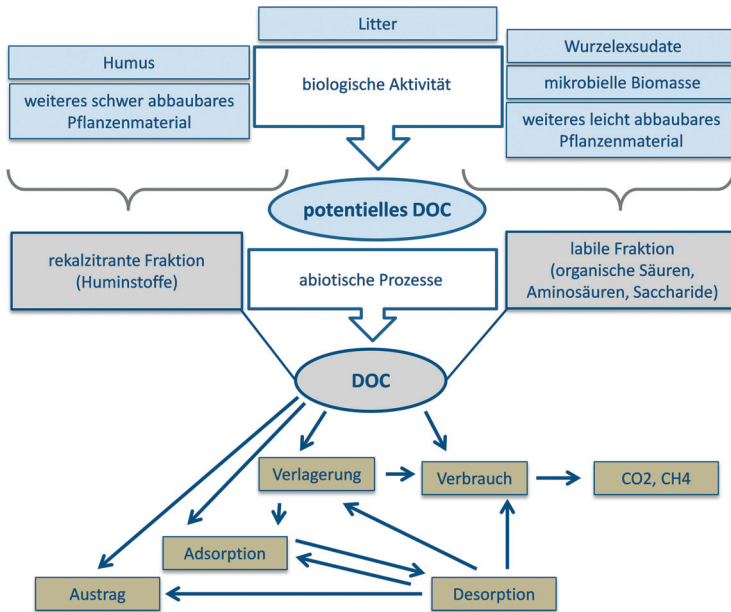 Litter
Humus
weiteres schwer abbaubares
Pflanzenmaterial
biologische Aktivität
Wurzelexsudate
mikrobielle Biomasse
weiteres leicht abbaubares
Pflanzenmaterial
potentielles DOC
rekalzitrante Fraktion
(Huminstoffe)
abiotische Prozesse
labile Fraktion
(organische Säuren,
Aminosäuren, Saccharide)
DOC
Verlagerung
Verbrauch
CO2, CH4
Adsorption
Austrag
Desorption